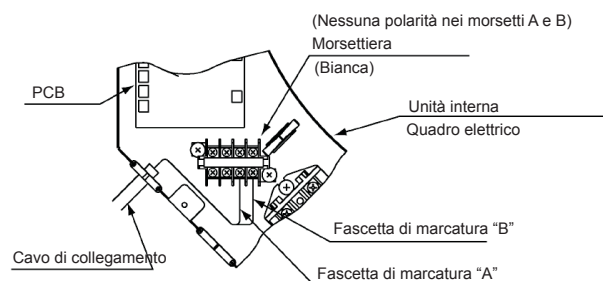 (Nessuna polarità nei morsetti A e B)
Morsettiera
(Bianca)
PCB
Unità interna
Quadro elettrico
Fascetta di marcatura “B”
Cavo di collegamento
Fascetta di marcatura “A”